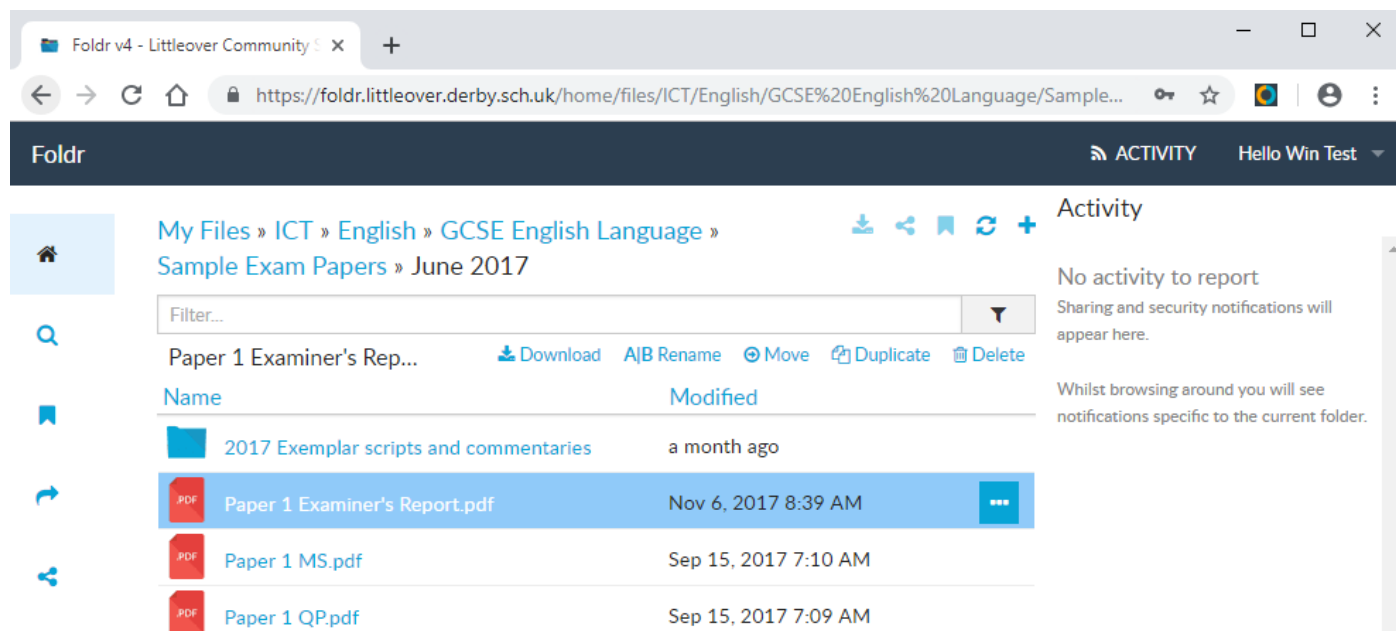 Foldr v4 - Littleover Community S
https://foldr.littleover.derby.sch.uk/home/files/ICT/English/GCSE%20English%20Language/Sample...
Foldr
ACTIVITY
Hello Win Test
My Files » ICT » English » GCSE English Language »
Sample Exam Papers » June 2017
Filter...
Paper 1 Examiner's Rep...
Download
A|B Rename
Move
Duplicate
Delete
Name
Modified
2017 Exemplar scripts and commentaries
a month ago
PDF
Paper 1 Examiner's Report.pdf
Nov 6, 2017 8:39 AM
PDF
Paper 1 MS.pdf
Sep 15, 2017 7:10 AM
PDF
Paper 1 QP.pdf
Sep 15, 2017 7:09 AM
Activity
No activity to report
Sharing and security notifications will
appear here.
Whilst browsing around you will see
notifications specific to the current folder.